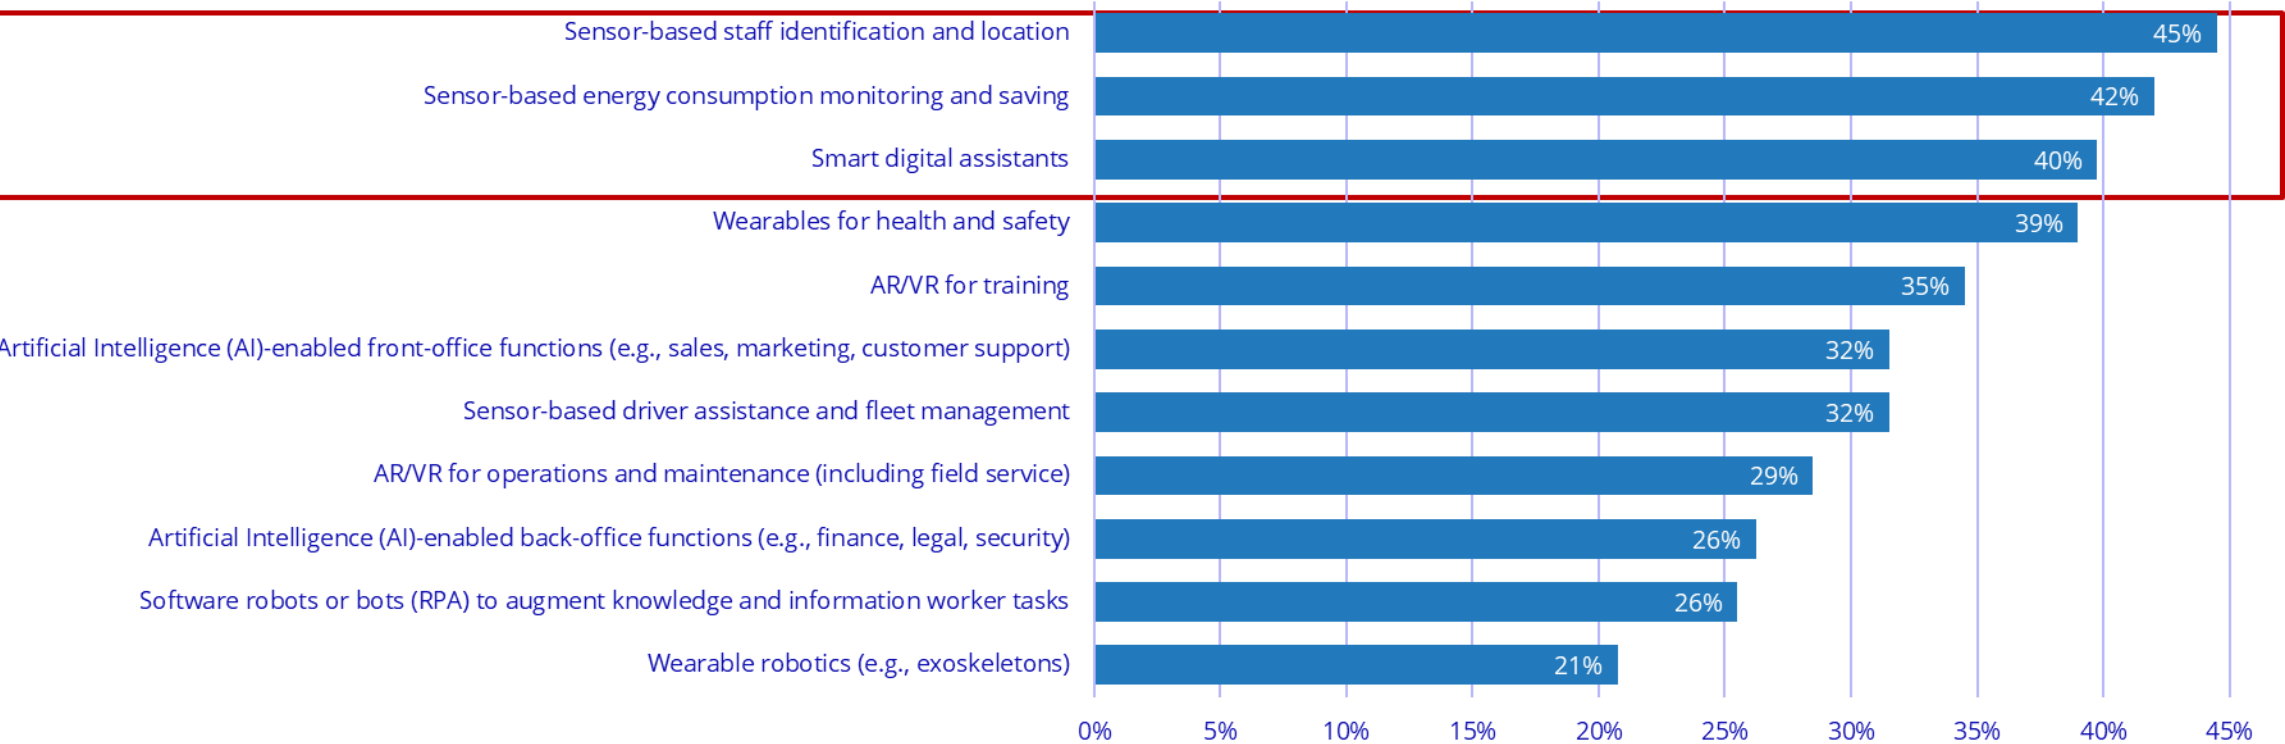 Sensor-based staff identification and location 45%
Sensor-based energy consumption monitoring and saving 42%
Smart digital assistants 40%
Wearables for health and safety 39%
AR/VR for training 35%
Artificial Intelligence (AI)-enabled front-office functions (e.g., sales, marketing, customer support) 32%
Sensor-based driver assistance and fleet management 32%
AR/VR for operations and maintenance (including field service) 29%
Artificial Intelligence (AI)-enabled back-office functions (e.g., finance, legal, security) 26%
Software robots or bots (RPA) to augment knowledge and information worker tasks 26%
Wearable robotics (e.g., exoskeletons) 21%
0% 5% 10% 15% 20% 25% 30% 35% 40% 45%